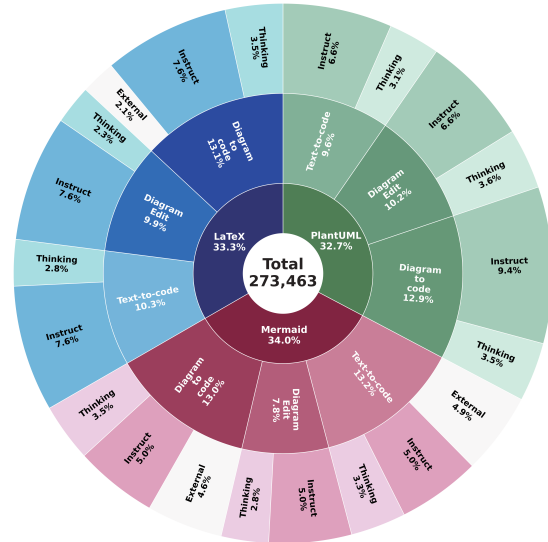 Total
273,463
PlantUML
32.7%
Mermaid
34.0%
LaTeX
33.3%
Text-to-code
9.6%
Diagram
Edit
10.2%
Diagram
to
code
12.9%
Text-to-code
13.2%
Diagram
Edit
7.8%
Diagram
to
code
13.0%
Text-to-code
10.3%
Diagram
Edit
9.9%
Diagram
to
code
13.1%
Instruct
6.6%
Thinking
3.1%
Instruct
6.6%
Thinking
3.6%
Instruct
9.4%
Thinking
3.5%
External
4.9%
Instruct
5.0%
Thinking
3.3%
Instruct
5.0%
Thinking
2.8%
External
4.6%
Instruct
5.0%
Thinking
3.5%
Instruct
7.6%
Thinking
2.8%
Instruct
7.6%
Thinking
2.3%
External
2.1%
Instruct
7.6%
Thinking
3.5%